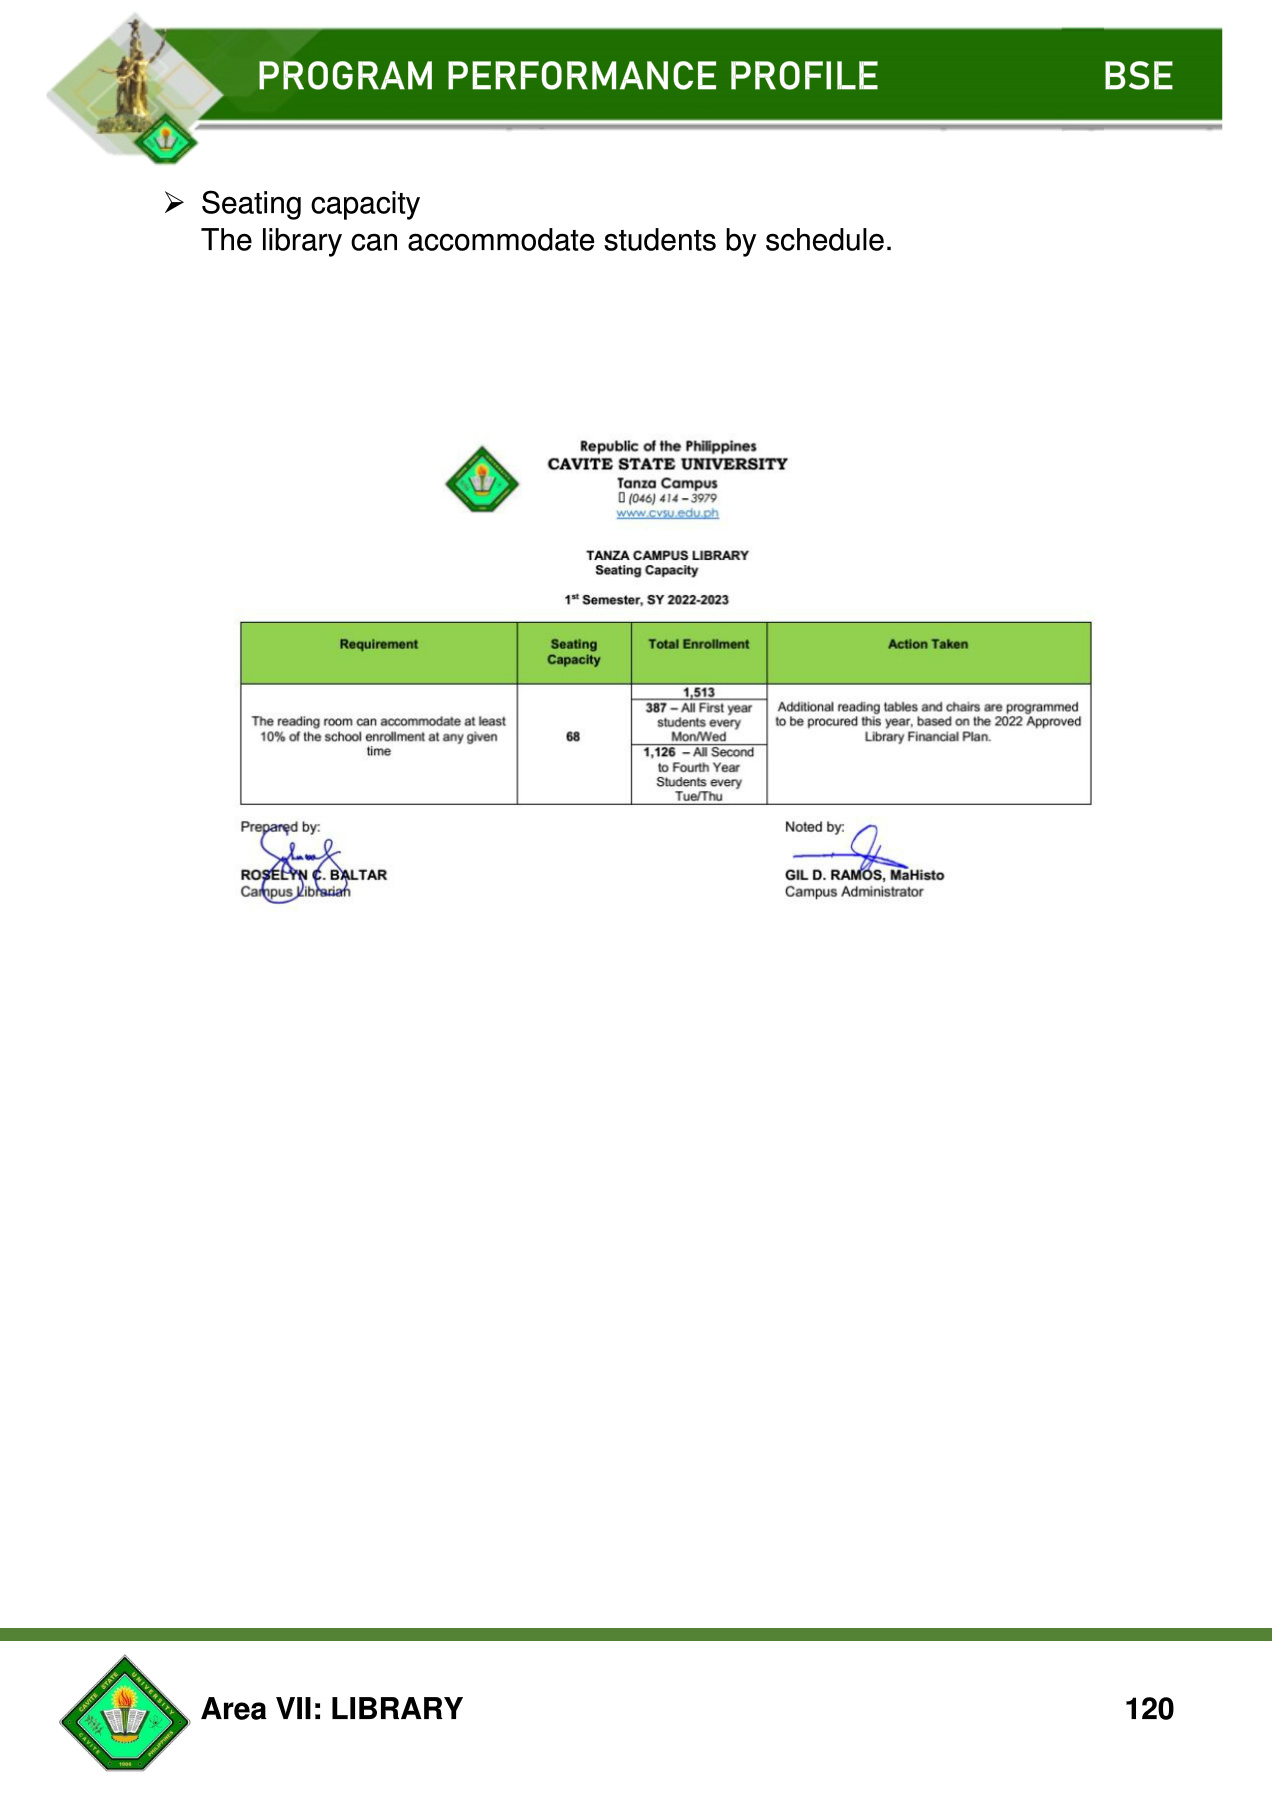 PROGRAM PERFORMANCE PROFILE BSE
➢ Seating capacity
The library can accommodate students by schedule.
Republic of the Philippines
CAVITE STATE UNIVERSITY
Tanza Campus
(046) 414 – 3979
www.cvsu.edu.ph
TANZA CAMPUS LIBRARY
Seating Capacity
1st Semester, SY 2022-2023
Requirement
Seating
Capacity
Total Enrollment
Action Taken
The reading room can accommodate at least
10% of the school enrollment at any given
time
68
1,513
387 – All First year
students every
Mon/Wed
1,126 – All Second
to Fourth Year
Students every
Tue/Thu
Additional reading tables and chairs are programmed
to be procured this year, based on the 2022 Approved
Library Financial Plan.
Prepared by:
ROSELYN C. BALTAR
Campus Librarian
Noted by:
GIL D. RAMOS, MaHisto
Campus Administrator
CAVITE STATE UNIVERSITY
CAVITE PHILIPPINES
1906
Area VII: LIBRARY 120